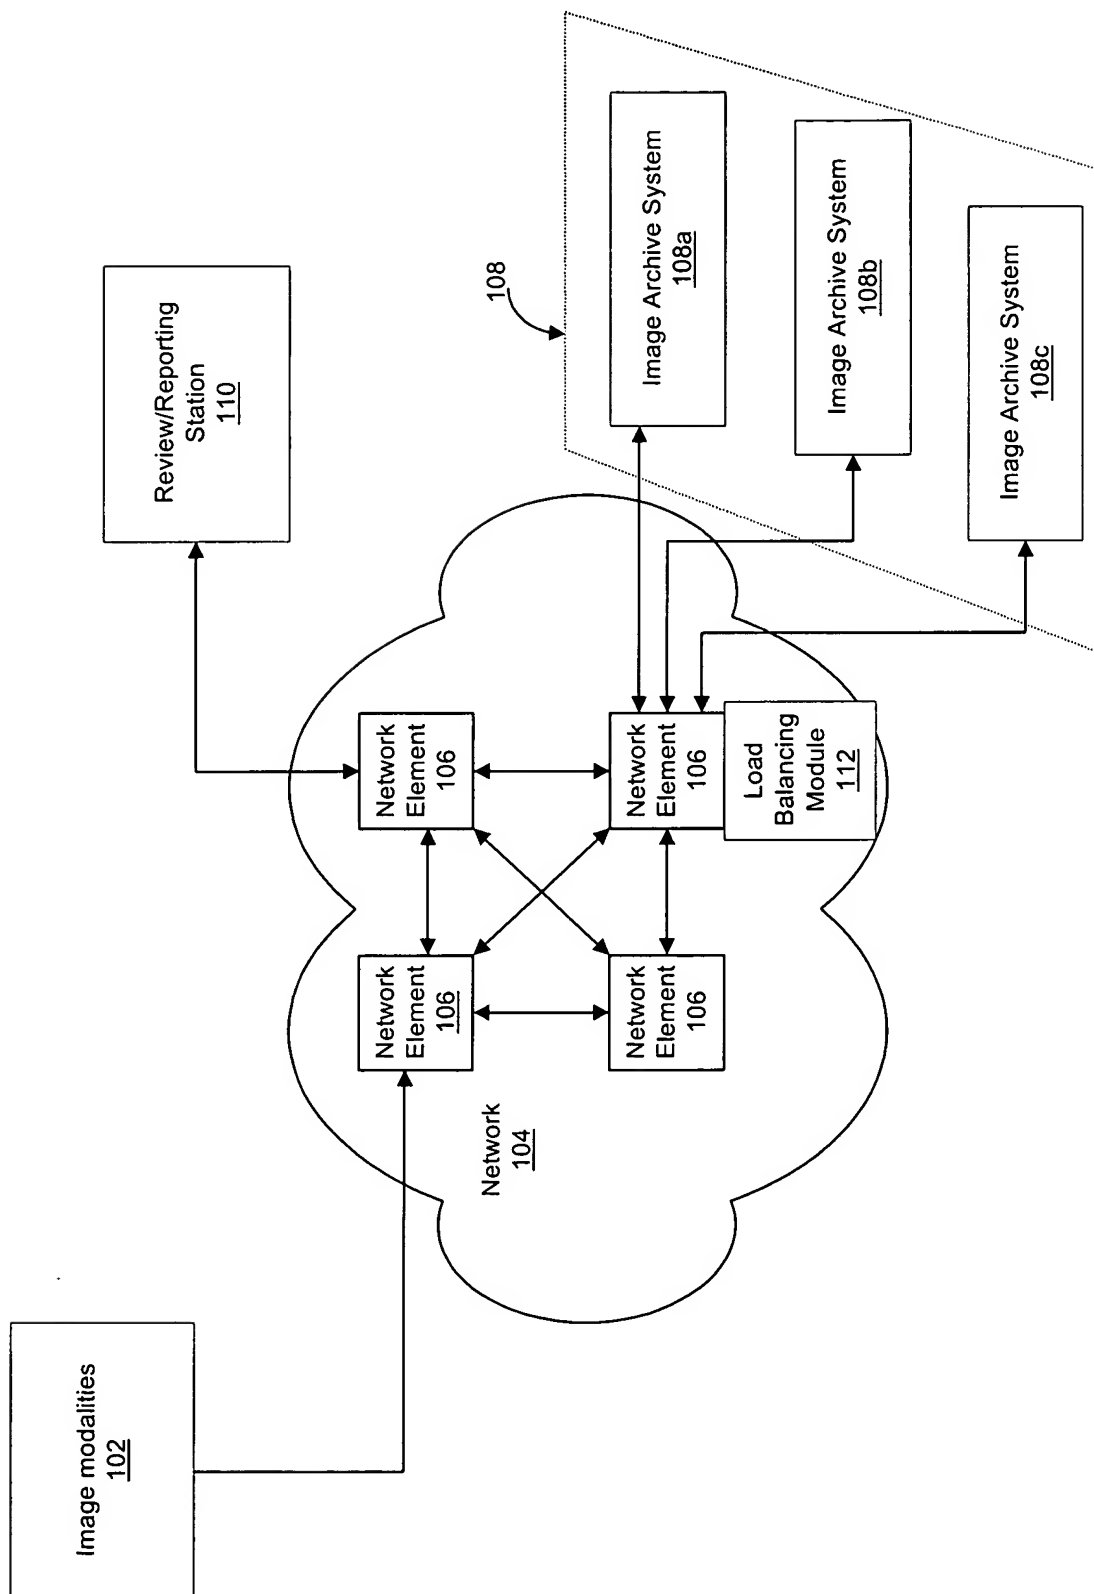 Image modalities
102
Network
104
Network
Element
106
Network
Element
106
Network
Element
106
Network
Element
106
Load
Balancing
Module
112
Review/Reporting
Station
110
108
Image Archive System
108a
Image Archive System
108b
Image Archive System
108c